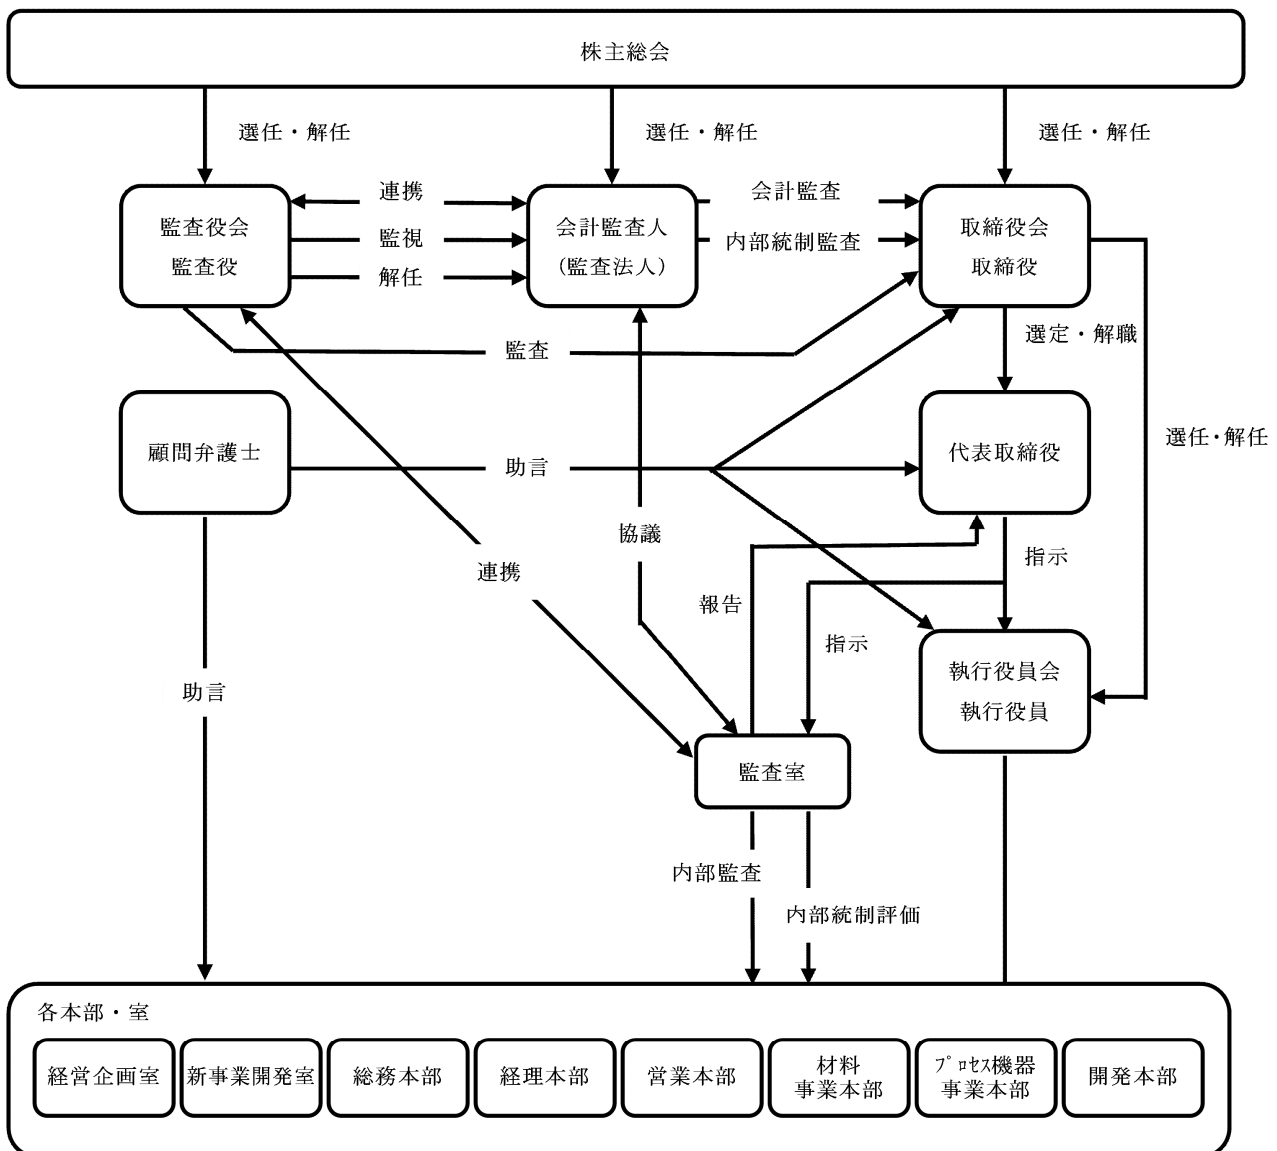 株主総会
選任・解任
選任・解任
選任・解任
監査役会
監査役
連携
監視
解任
会計監査人
（監査法人）
会計監査
内部統制監査
取締役会
取締役
監査
選定・解職
選任・解任
顧問弁護士
助言
代表取締役
協議
連携
指示
報告
指示
執行役員会
執行役員
助言
監査室
内部監査
内部統制評価
各本部・室
経営企画室
新事業開発室
総務本部
経理本部
営業本部
材料
事業本部
ﾌﾟﾛｾｽ機器
事業本部
開発本部